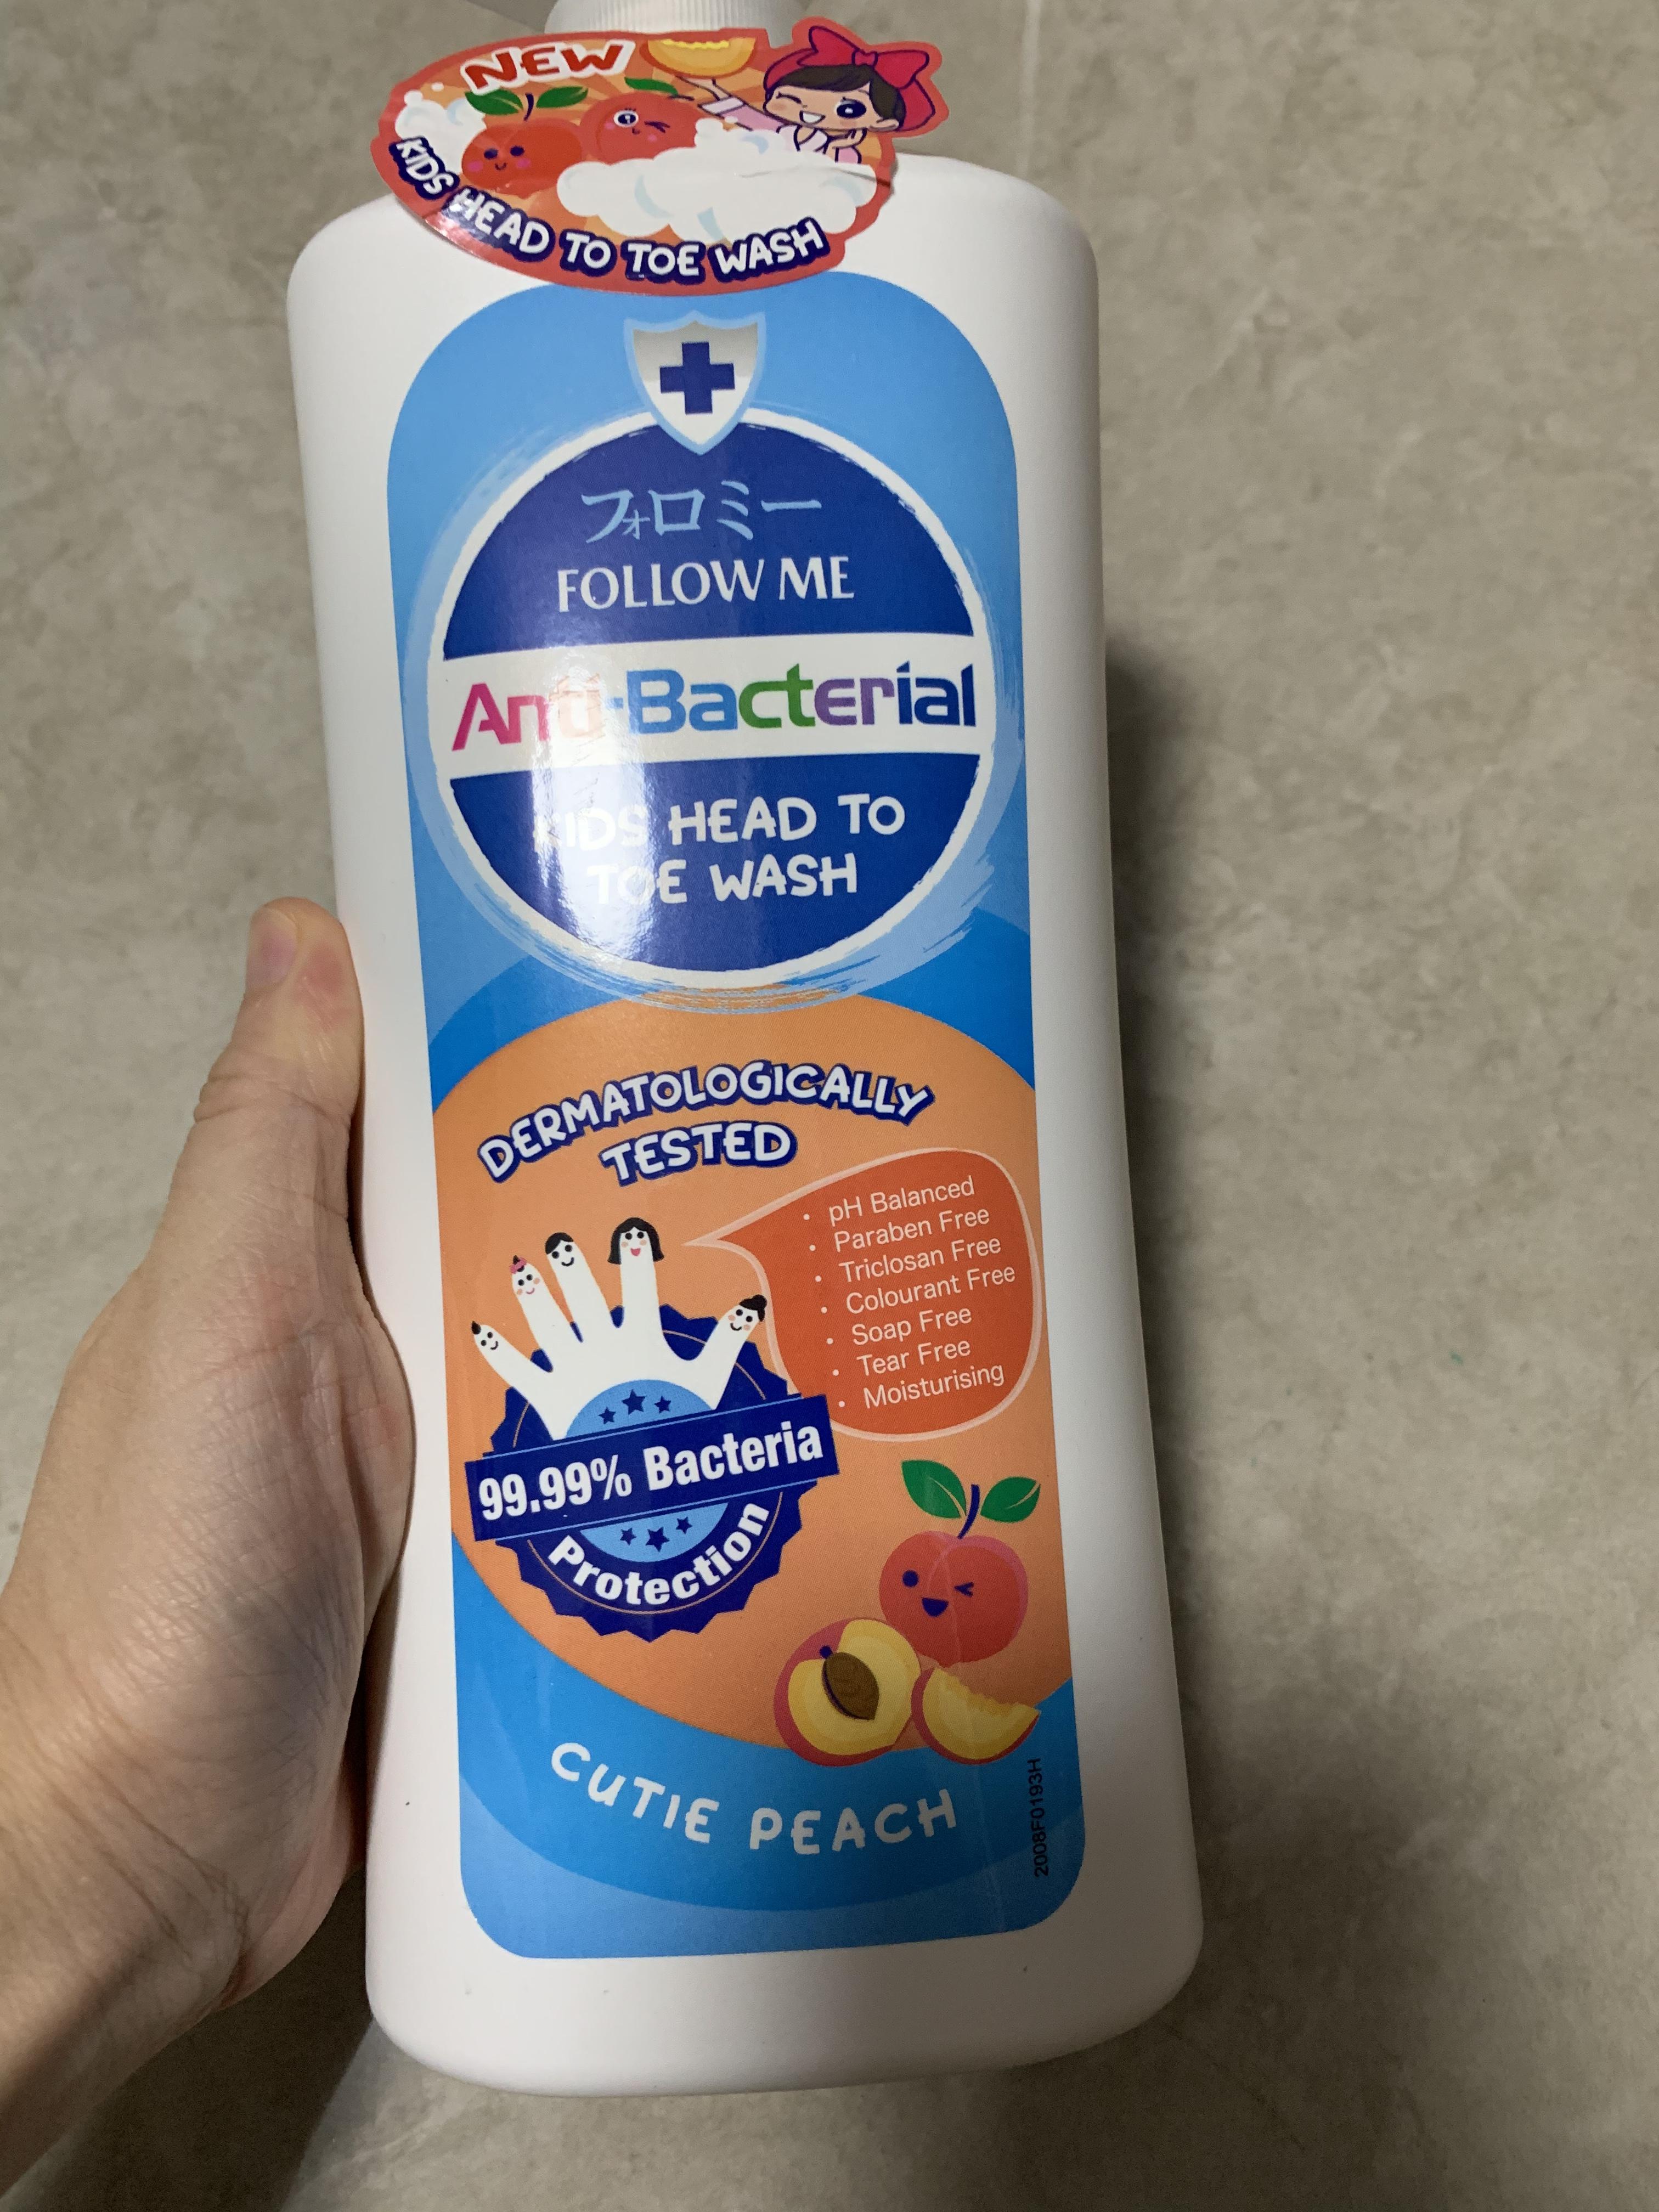 NEW
KIDS HEAD TO TOE WASH
フォロミー
FOLLOW ME
Anti-Bacterial
KIDS HEAD TO
TOE WASH
DERMATOLOGICALLY
TESTED
• pH Balanced
• Paraben Free
• Triclosan Free
• Colourant Free
• Soap Free
• Tear Free
• Moisturising
99.99% Bacteria
Protection
CUTIE PEACH
2008F0193H